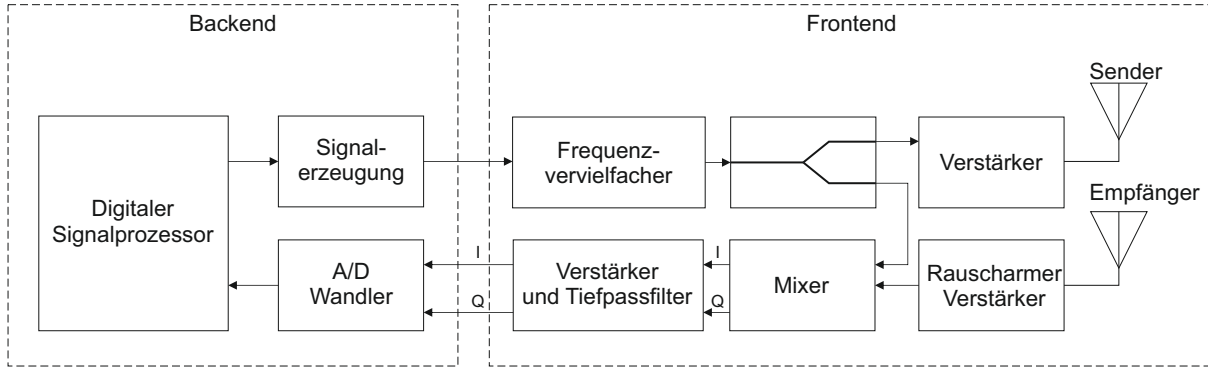 Backend
Frontend
Sender
Signal-
erzeugung
Frequenz-
vervielfacher
Verstärker
Empfänger
Digitaler
Signalprozessor
A/D
Wandler
I
Q
Verstärker
und Tiefpassfilter
I
Q
Mixer
Rauscharmer
Verstärker